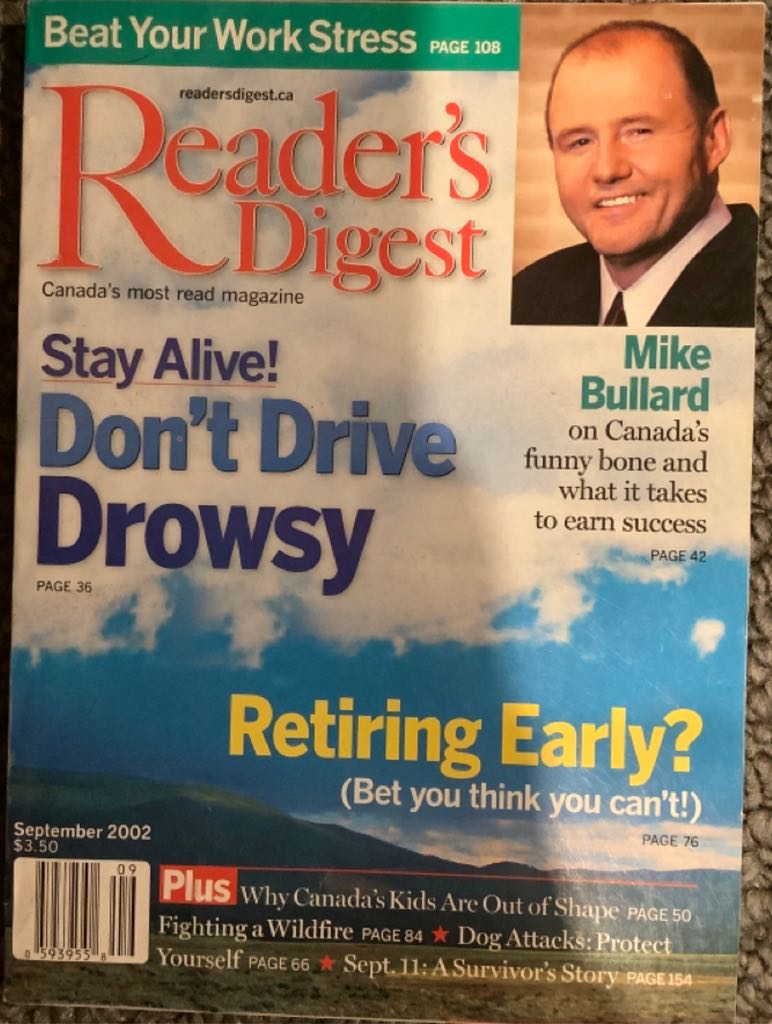 Beat Your Work Stress PAGE 108
readersdigest.ca
Reader's
Digest
Canada's most read magazine
Stay Alive!
Don't Drive
Drowsy
PAGE 36
Mike
Bullard
on Canada's
funny bone and
what it takes
to earn success
PAGE 42
Retiring Early?
(Bet you think you can't!)
PAGE 76
September 2002
$3.50
09
0 593955 8
Plus Why Canada's Kids Are Out of Shape PAGE 50
Fighting a Wildfire PAGE 84 ★ Dog Attacks: Protect
Yourself PAGE 66 ★ Sept. 11: A Survivor's Story PAGE 154